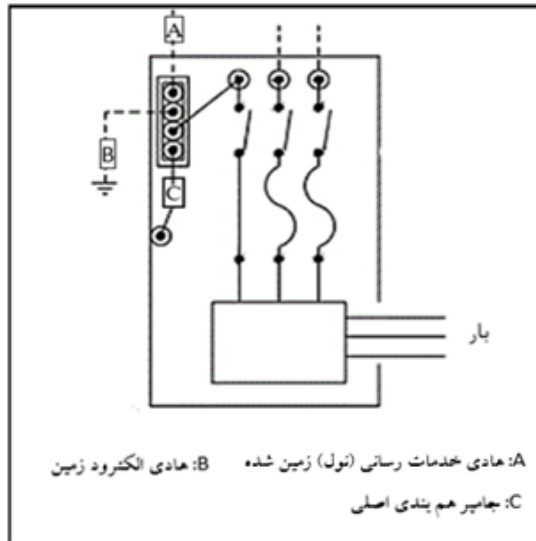 A
B
C
بار
A: هادی خدمات رسانی (نول) زمین شده B: هادی الکترود زمین
C: جامپر هم بندی اصلی